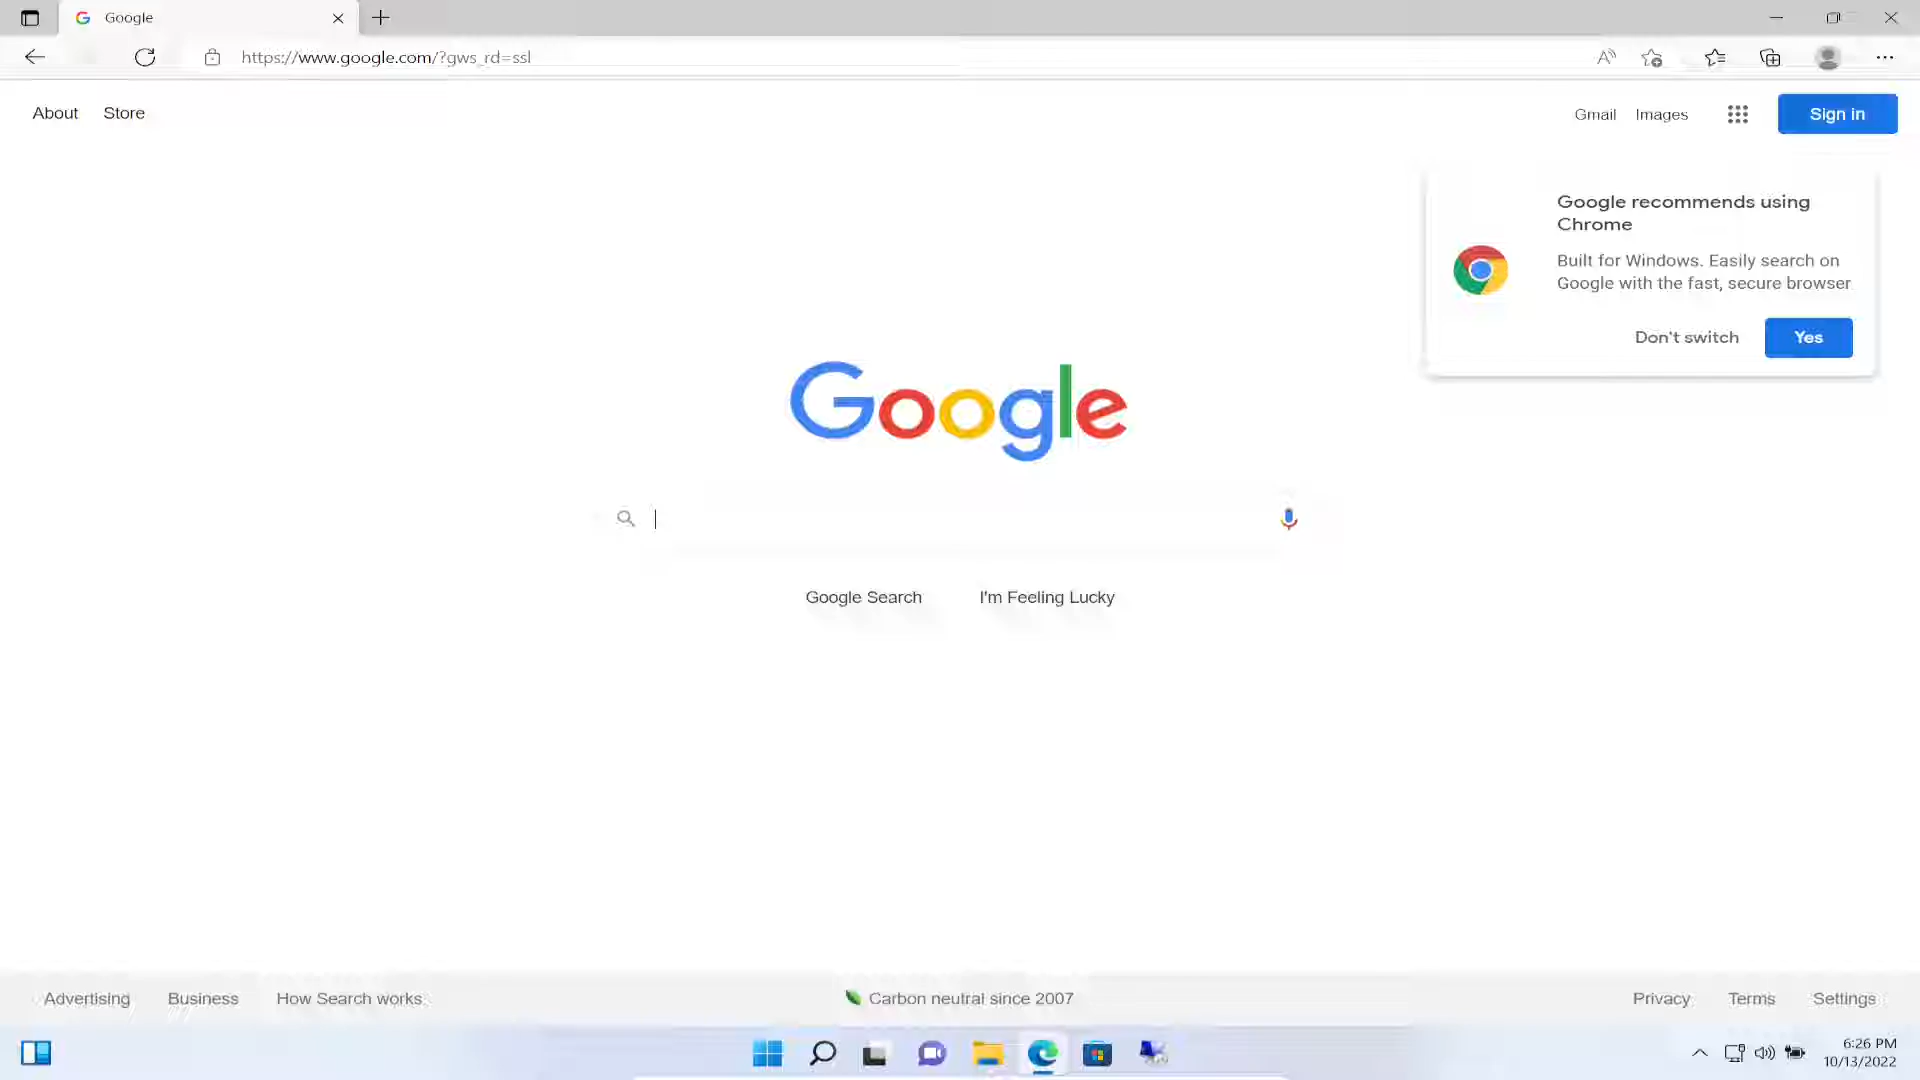 Google
https://www.google.com/?gws_rd=ssl
About Store
Gmail Images Sign in
Google recommends using
Chrome
Built for Windows. Easily search on
Google with the fast, secure browser
Don't switch Yes
Google
Google Search I'm Feeling Lucky
Advertising Business How Search works Carbon neutral since 2007 Privacy Terms Settings
6:26 PM
10/13/2022